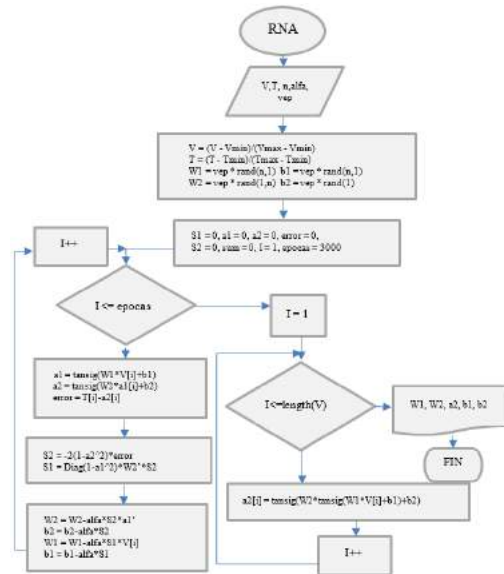 RNA
V,T, n,alfa,
vep
V = (V - Vmin)/(Vmax - Vmin)
T = (T - Tmin)/(Tmax - Tmin)
W1 = vep * rand(n,1) b1 = vep * rand(n,1)
W2 = vep * rand(1,n) b2 = vep * rand(1)
S1 = 0, a1 = 0, a2 = 0, error = 0,
S2 = 0, sum = 0, I = 1, epocas = 3000
I++
I <= epocas
I = 1
a1 = tansig(W1*V[i]+b1)
a2 = tansig(W2*a1[i]+b2)
error = T[i]-a2[i]
I<=length(V)
W1, W2, a2, b1, b2
FIN
S2 = -2(1-a2^2)*error
S1 = Diag(1-a1^2)*W2'*S2
a2[i] = tansig(W2*tansig(W1*V[i]+b1)+b2)
W2 = W2-alfa*S2*a1'
b2 = b2-alfa*S2
W1 = W1-alfa*S1*V[i]
b1 = b1-alfa*S1
I++